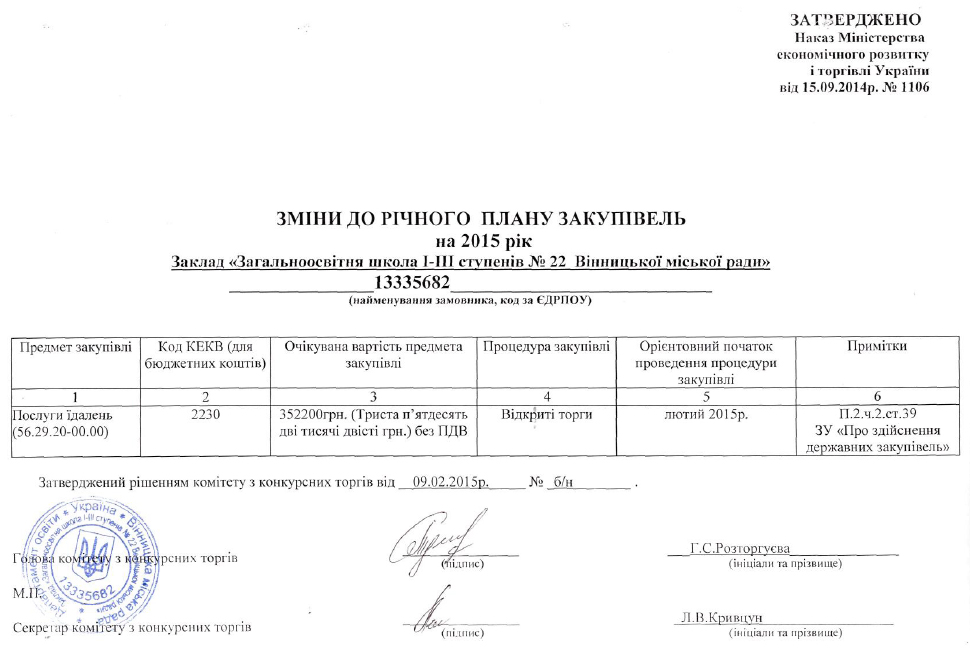 ЗАТВЕРДЖЕНО
Наказ Міністерства
економічного розвитку
і торгівлі України
від 15.09.2014р. № 1106
ЗМІНИ ДО РІЧНОГО ПЛАНУ ЗАКУПІВЕЛЬ
на 2015 рік
Заклад «Загальноосвітня школа І-ІІІ ступенів № 22 Вінницької міської ради»
13335682
(найменування замовника, код за ЄДРПОУ)
Предмет закупівлі
Код КЕКВ (для
бюджетних коштів)
Очікувана вартість предмета
закупівлі
Процедура закупівлі
Орієнтовний початок
проведення процедури
закупівлі
Примітки
1 2 3 4 5 6
Послуги їдалень
(56.29.20-00.00)
2230
352200грн. (Триста п’ятдесять
дві тисячі двісті грн.) без ПДВ
Відкриті торги
лютий 2015р.
П.2.ч.2.ст.39
ЗУ «Про здійснення
державних закупівель»
Затверджений рішенням комітету з конкурсних торгів від 09.02.2015р. № б/н .
Голова комітету з конкурсних торгів
Г.С.Розторгуєва
(підпис) (ініціали та прізвище)
М.П.
Секретар комітету з конкурсних торгів
Л.В.Кривцун
(підпис) (ініціали та прізвище)
Україна * Вінницька міська рада *
Департамент освіти
13335682